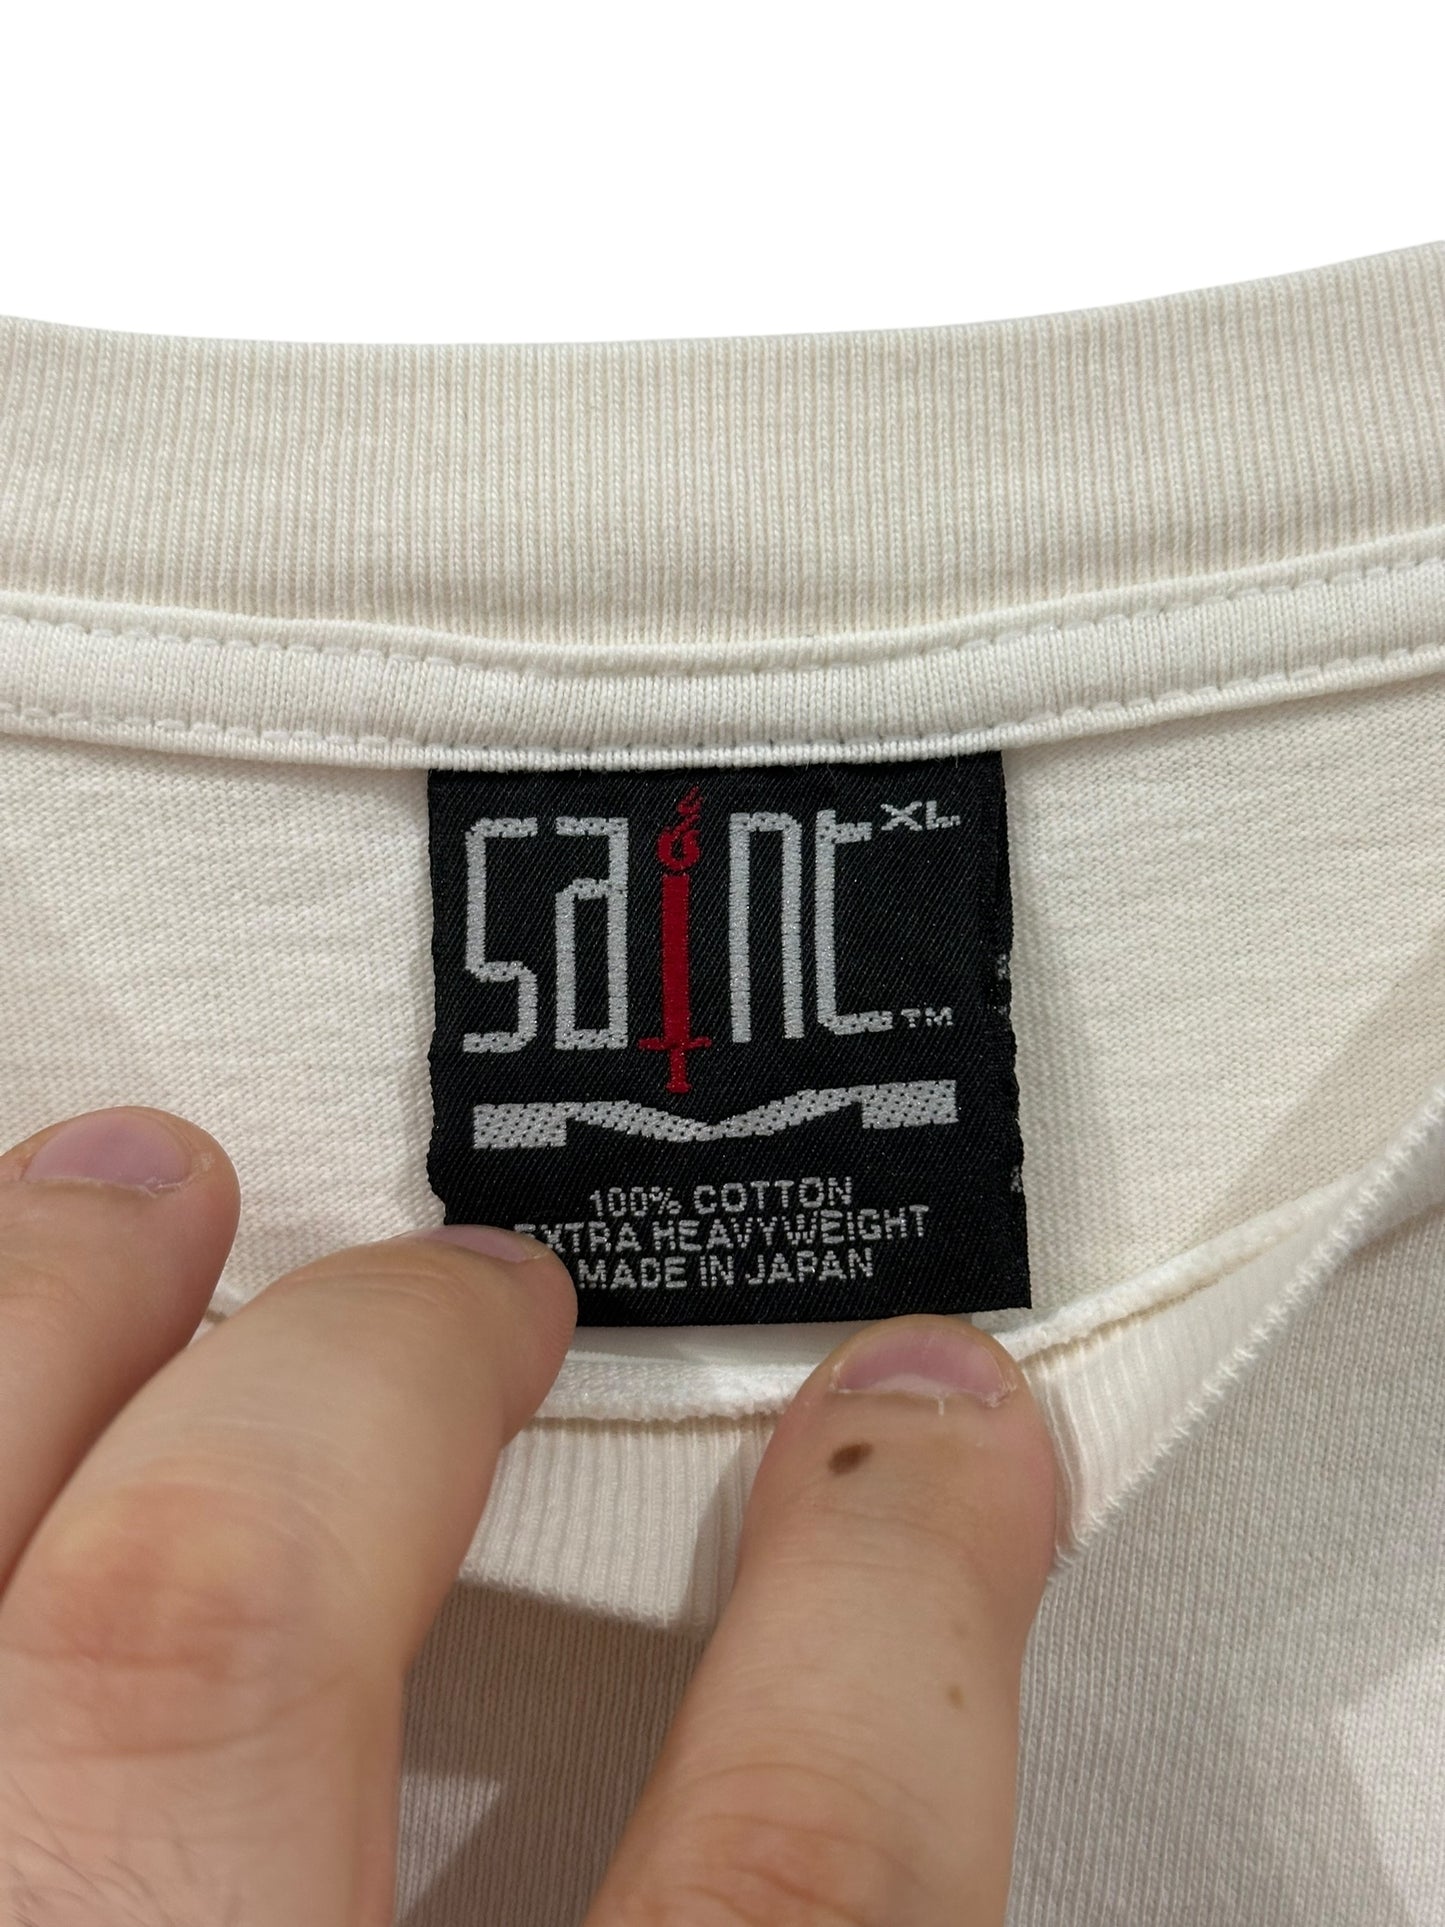 saint XL
TM
100% COTTON
EXTRA HEAVYWEIGHT
MADE IN JAPAN